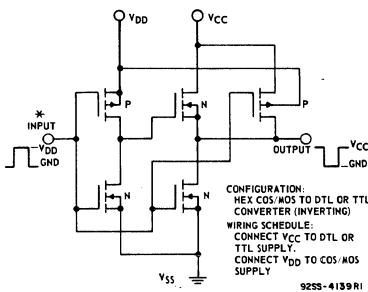 VDD
VCC
P
N
P
*
INPUT
VDD
GND
OUTPUT
VCC
GND
N
N
CONFIGURATION:
HEX COS/MOS TO DTL OR TTL
CONVERTER (INVERTING)
WIRING SCHEDULE:
CONNECT VCC TO DTL OR
TTL SUPPLY.
CONNECT VDD TO COS/MOS
SUPPLY
VSS
92SS-4139R1